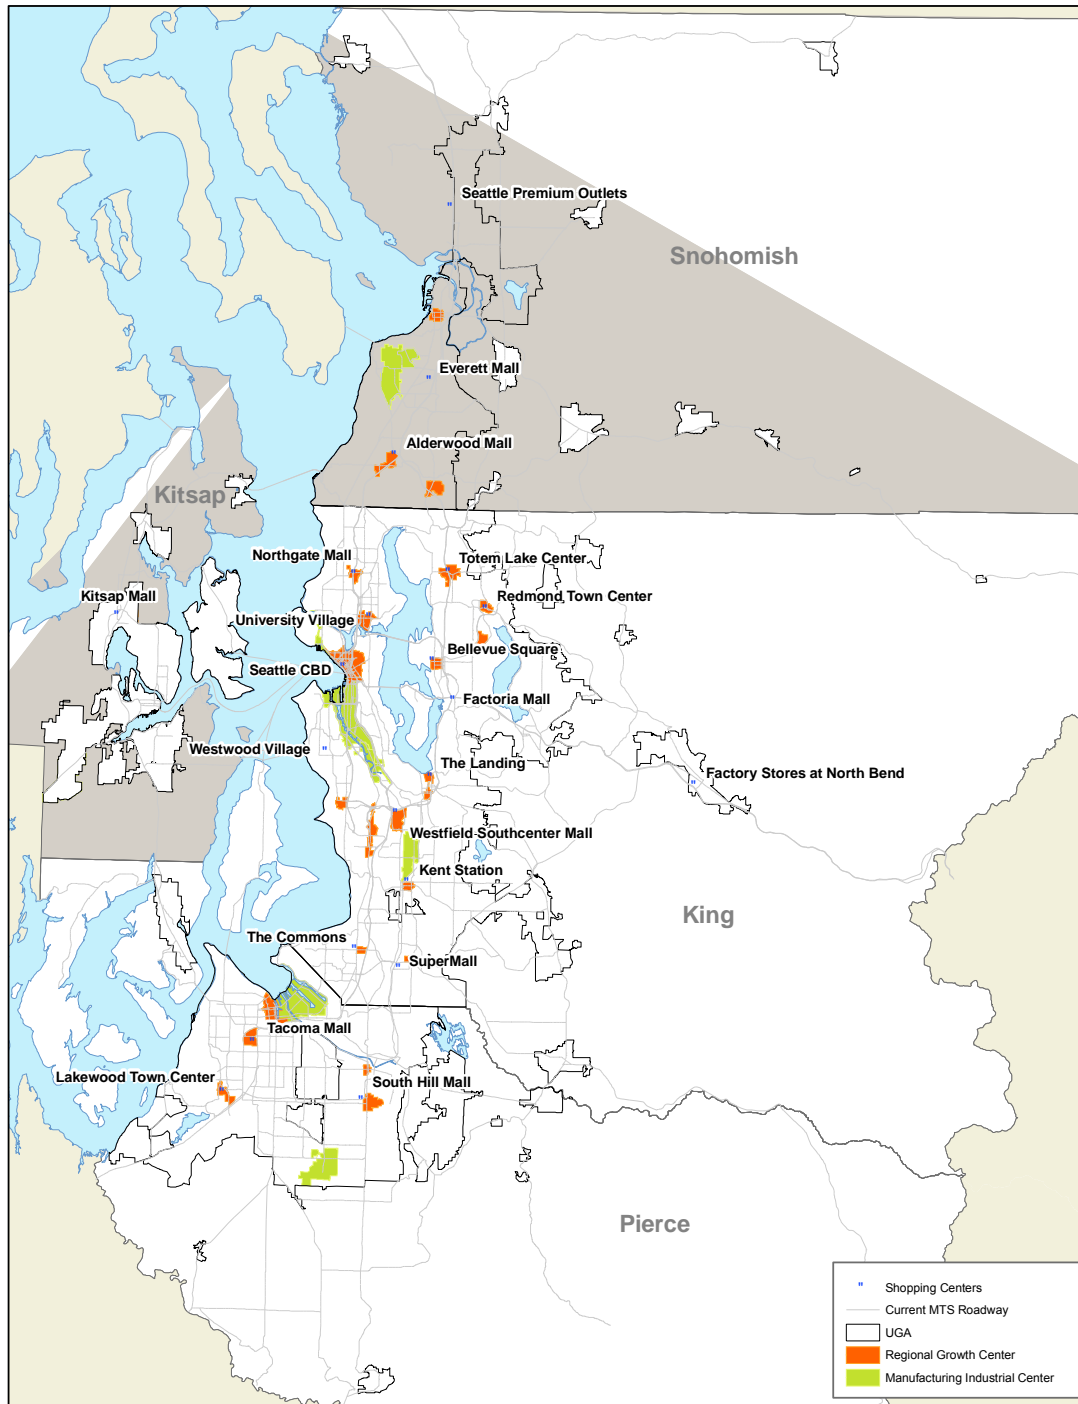 Seattle Premium Outlets
Snohomish
Everett Mall
Alderwood Mall
Kitsap
Northgate Mall
Totem Lake Center
Kitsap Mall
Redmond Town Center
University Village
Bellevue Square
Seattle CBD
Factoria Mall
Westwood Village
The Landing
Factory Stores at North Bend
Westfield Southcenter Mall
Kent Station
King
The Commons
SuperMall
Tacoma Mall
Lakewood Town Center
South Hill Mall
Pierce
" Shopping Centers
Current MTS Roadway
UGA
Regional Growth Center
Manufacturing Industrial Center